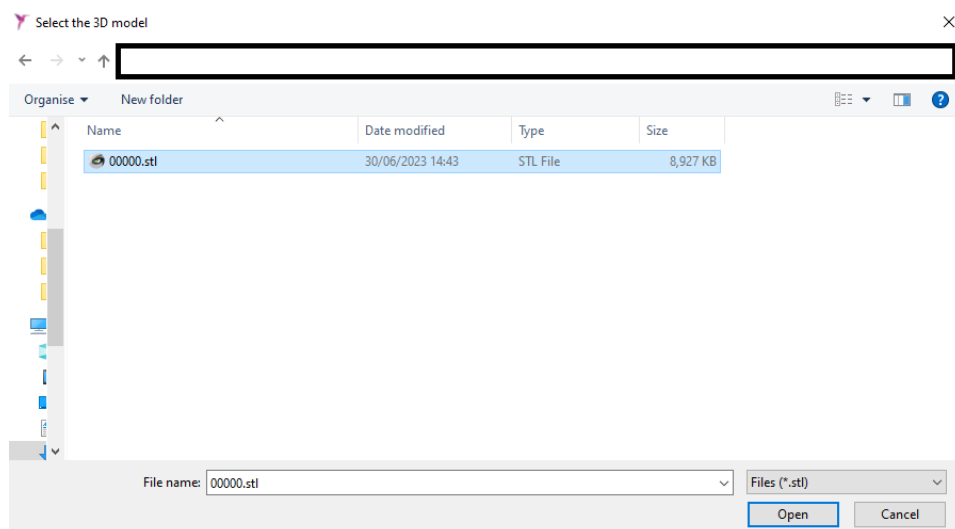 Select the 3D model
Organise New folder
Name Date modified Type Size
00000.stl 30/06/2023 14:43 STL File 8,927 KB
File name: 00000.stl Files (*.stl)
Open Cancel